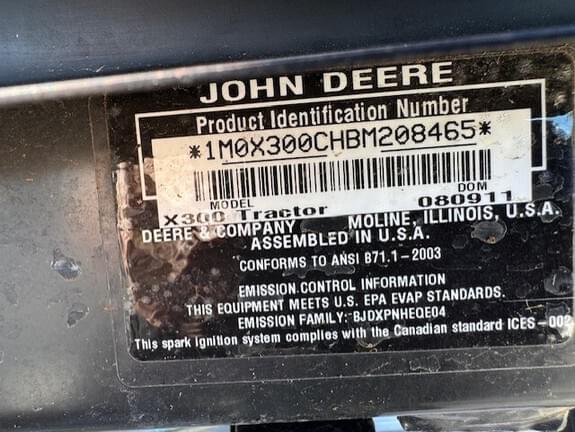 JOHN DEERE
Product Identification Number
*1M0X300CHBM208465*
MODEL DOM
X300 Tractor 080911
DEERE & COMPANY MOLINE, ILLINOIS, U.S.A.
ASSEMBLED IN U.S.A.
CONFORMS TO ANSI B71.1-2003
EMISSION CONTROL INFORMATION
THIS EQUIPMENT MEETS U.S. EPA EVAP STANDARDS.
EMISSION FAMILY: BJDXPNHEQE04
This spark ignition system complies with the Canadian standard ICES-002